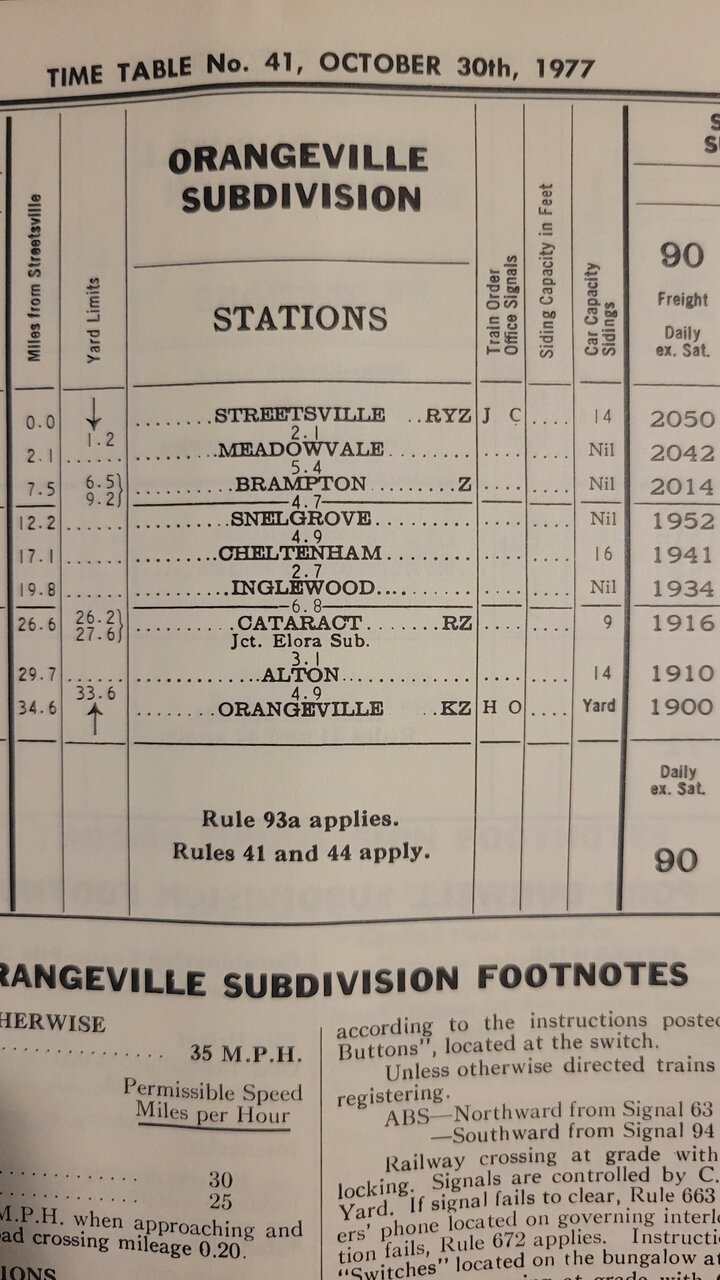 TIME TABLE No. 41, OCTOBER 30th, 1977
Miles from Streetsville
Yard Limits
ORANGEVILLE
SUBDIVISION
STATIONS
Train Order
Office Signals
Siding Capacity in Feet
Car Capacity
Sidings
S
S
90
Freight
Daily
ex. Sat.
0.0 ↓ ........STREETSVILLE ..RYZ J C .... 14 2050
1.2 2.1
2.1 ...... .........MEADOWVALE......... .... .... Nil 2042
5.4
7.5 6.5} 9.2} ..........BRAMPTON........Z .... .... Nil 2014
4.7
12.2 ...... ..........SNELGROVE.......... .... .... Nil 1952
4.9
17.1 ...... .........CHELTENHAM......... .... .... 16 1941
2.7
19.8 ...... ..........INGLEWOOD.......... .... .... Nil 1934
6.8
26.6 26.2} 27.6} ..........CATARACT.......RZ .... .... 9 1916
Jct. Elora Sub.
3.1
29.7 ...... .............ALTON............. .... .... 14 1910
33.6 4.9
34.6 ↑ ........ORANGEVILLE ..KZ H O .... Yard 1900
Daily
ex. Sat.
Rule 93a applies.
Rules 41 and 44 apply.
90
RANGEVILLE SUBDIVISION FOOTNOTES
HERWISE
................ 35 M.P.H.
Permissible Speed
Miles per Hour
.......... 30
.......... 25
M.P.H. when approaching and
ad crossing mileage 0.20.
IONS
according to the instructions posted
Buttons", located at the switch.
Unless otherwise directed trains
registering.
ABS—Northward from Signal 63
—Southward from Signal 94
Railway crossing at grade with
locking. Signals are controlled by C.
Yard. If signal fails to clear, Rule 663
ers' phone located on governing interl
tion fails, Rule 672 applies. Instructi
"Switches" located on the bungalow at
at grade with